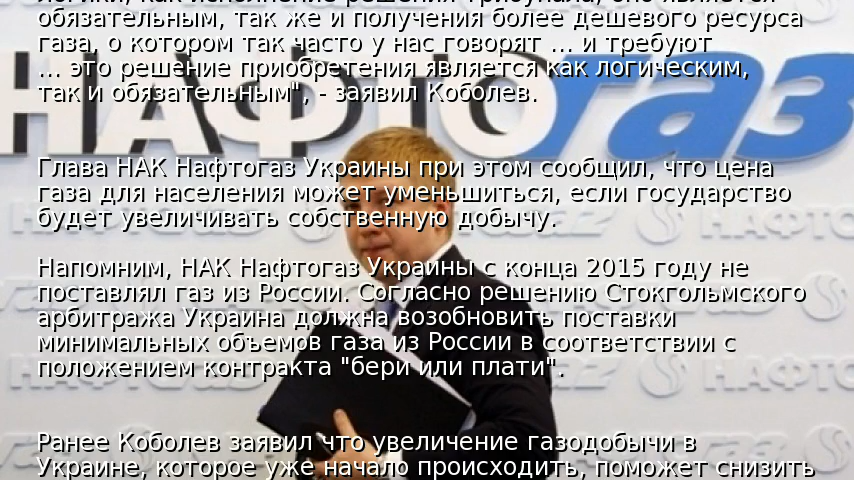 логики, как исполнение решения трибунала, оно является
обязательным, так же и получения более дешевого ресурса
газа, о котором так часто у нас говорят ... и требуют
... это решение приобретения является как логическим,
так и обязательным", - заявил Коболев.
НАФТОГАЗ
Глава НАК Нафтогаз Украины при этом сообщил, что цена
газа для населения может уменьшиться, если государство
будет увеличивать собственную добычу.
Напомним, НАК Нафтогаз Украины с конца 2015 году не
поставлял газ из России. Согласно решению Стокгольмского
арбитража Украина должна возобновить поставки
минимальных объемов газа из России в соответствии с
положением контракта "бери или плати".
Ранее Коболев заявил что увеличение газодобычи в
Украине, которое уже начало происходить, поможет снизить